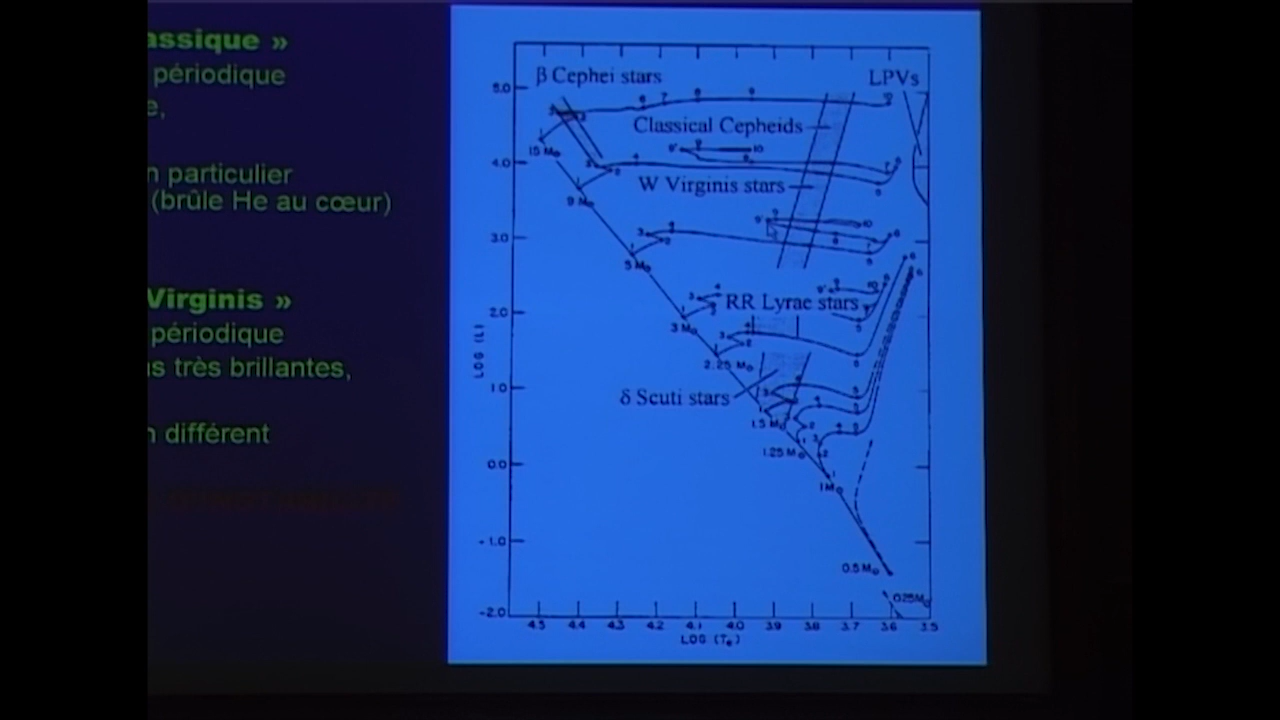 assique »
périodique
e,
n particulier
(brûle He au cœur)
Virginis »
périodique
s très brillantes,
n différent
β Cephei stars
LPVs
Classical Cepheids
W Virginis stars
RR Lyrae stars
δ Scuti stars
5.0
4.0
3.0
2.0
1.0
0.0
-1.0
-2.0
LOG (L)
15 M⊙
9 M⊙
5 M⊙
3 M⊙
2.25 M⊙
1.5 M⊙
1.25 M⊙
1 M⊙
0.5 M⊙
.025M⊙
4.5 4.4 4.3 4.2 4.1 4.0 3.9 3.8 3.7 3.6 3.5
LOG (Te)